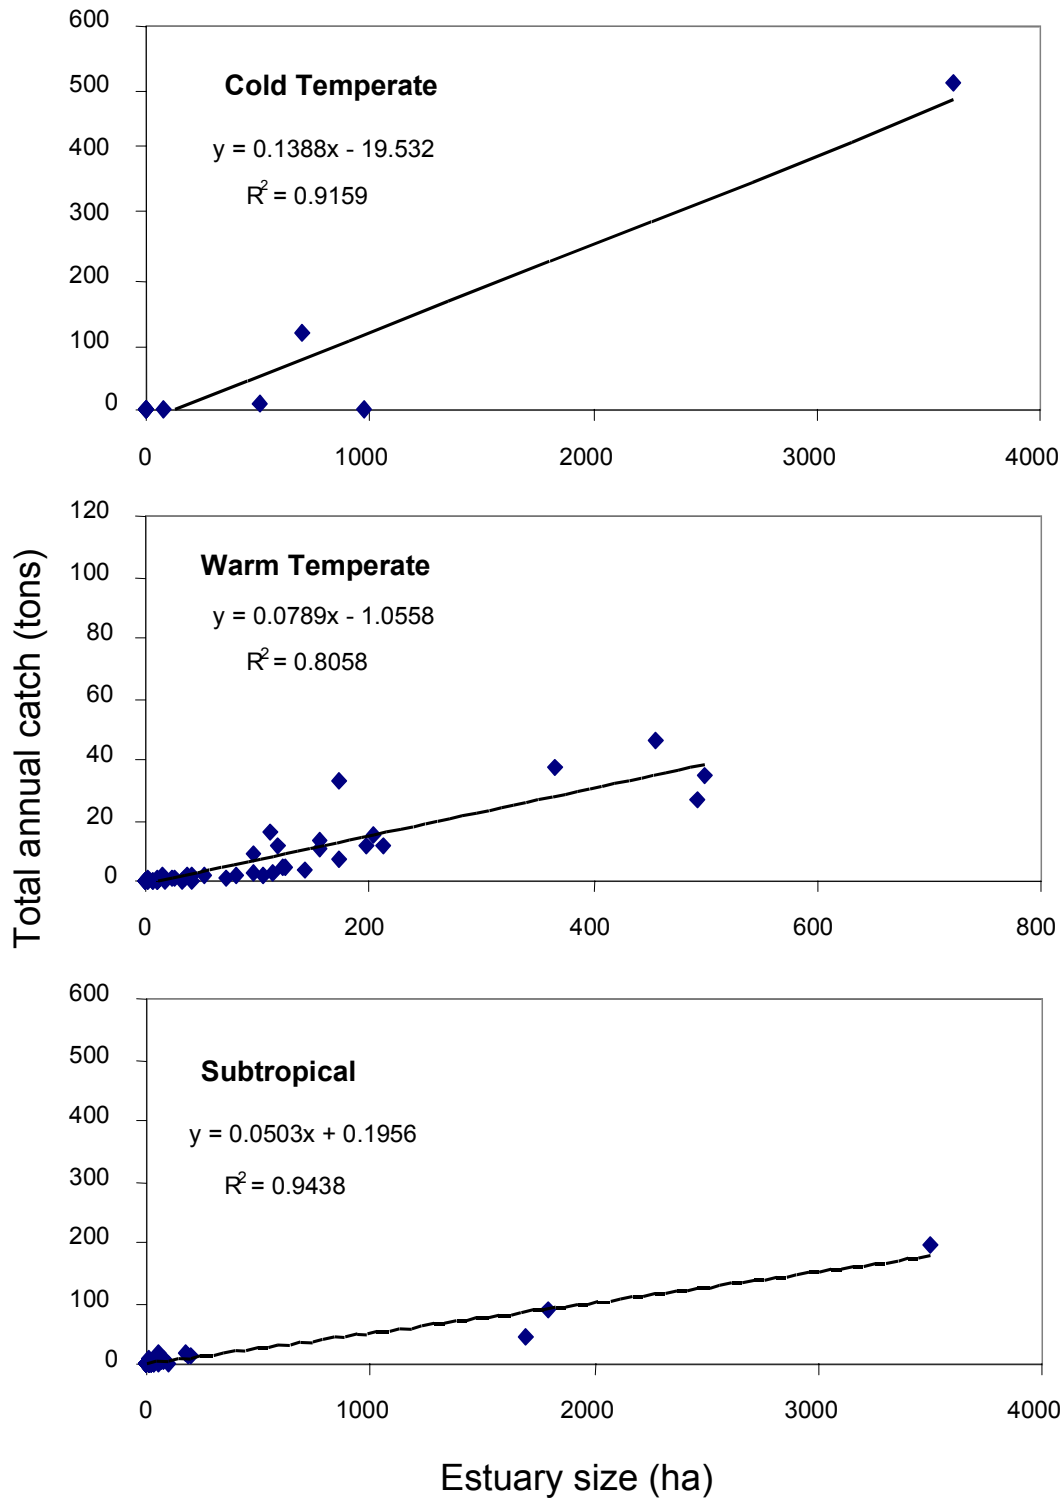 600
500
400
300
200
100
0
Cold Temperate
y = 0.1388x - 19.532
R² = 0.9159
0 1000 2000 3000 4000
Total annual catch (tons)
120
100
80
60
40
20
0
Warm Temperate
y = 0.0789x - 1.0558
R² = 0.8058
0 200 400 600 800
600
500
400
300
200
100
0
Subtropical
y = 0.0503x + 0.1956
R² = 0.9438
0 1000 2000 3000 4000
Estuary size (ha)